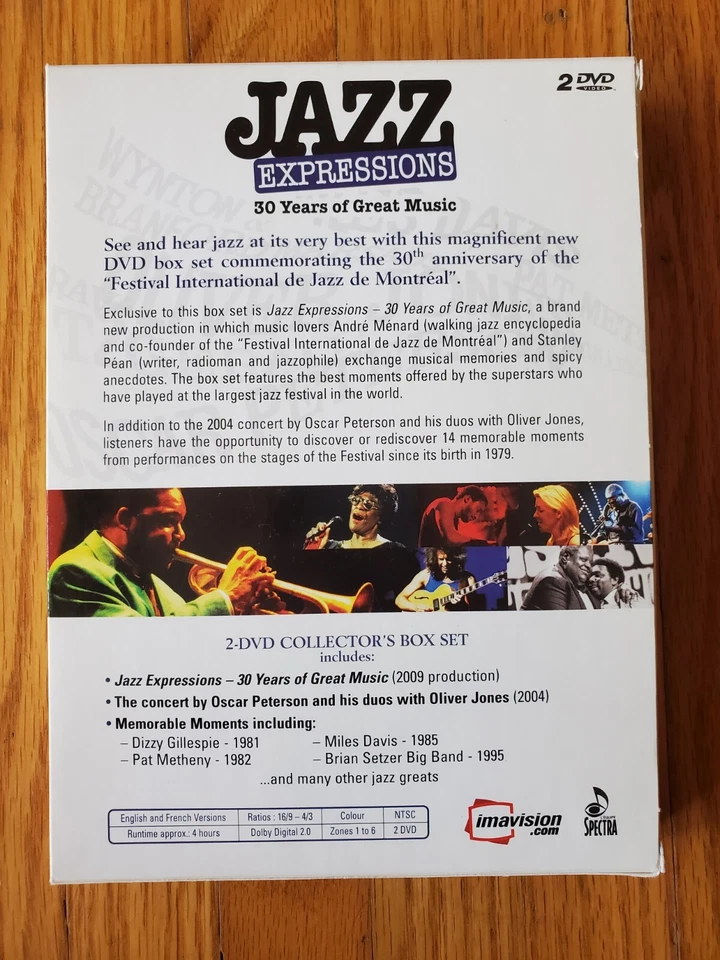 JAZZ
EXPRESSIONS
2 DVD
VIDEO
30 Years of Great Music
WYNTON
BRAN
DAVIS
PAT METH
See and hear jazz at its very best with this magnificent new
DVD box set commemorating the 30th anniversary of the
“Festival International de Jazz de Montréal”.
Exclusive to this box set is Jazz Expressions – 30 Years of Great Music, a brand
new production in which music lovers André Ménard (walking jazz encyclopedia
and co-founder of the “Festival International de Jazz de Montréal”) and Stanley
Péan (writer, radioman and jazzophile) exchange musical memories and spicy
anecdotes. The box set features the best moments offered by the superstars who
have played at the largest jazz festival in the world.
In addition to the 2004 concert by Oscar Peterson and his duos with Oliver Jones,
listeners have the opportunity to discover or rediscover 14 memorable moments
from performances on the stages of the Festival since its birth in 1979.
2-DVD COLLECTOR'S BOX SET
includes:
• Jazz Expressions – 30 Years of Great Music (2009 production)
• The concert by Oscar Peterson and his duos with Oliver Jones (2004)
• Memorable Moments including:
– Dizzy Gillespie - 1981 – Miles Davis - 1985
– Pat Metheny - 1982 – Brian Setzer Big Band - 1995
...and many other jazz greats
English and French Versions Ratios : 16/9 – 4/3 Colour NTSC
Runtime approx.: 4 hours Dolby Digital 2.0 Zones 1 to 6 2 DVD
imavision
.com
SPECTRA